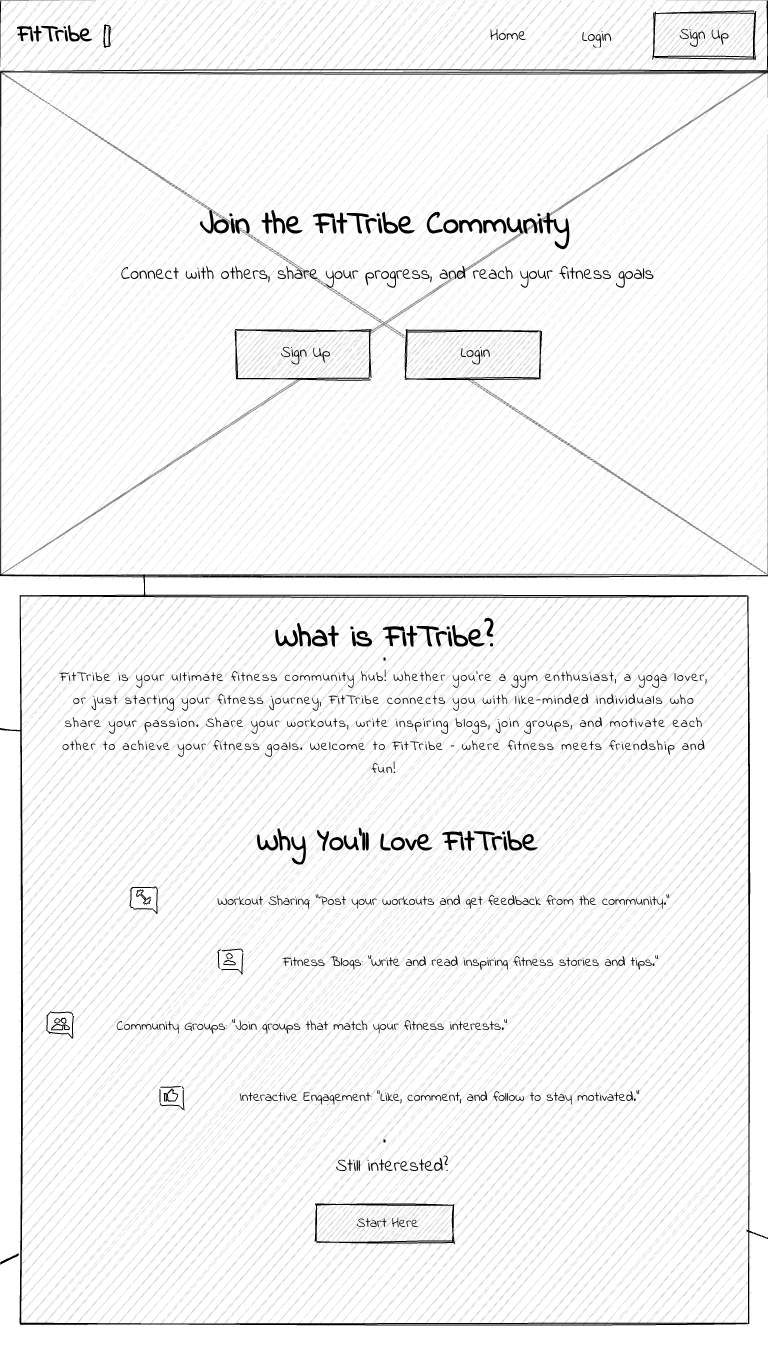 FitTribe
Home
Login
Sign Up
Join the FitTribe Community
Connect with others, share your progress, and reach your fitness goals
Sign Up
Login
What is FitTribe?
FitTribe is your ultimate fitness community hub! Whether you're a gym enthusiast, a yoga lover,
or just starting your fitness journey, FitTribe connects you with like-minded individuals who
share your passion. Share your workouts, write inspiring blogs, join groups, and motivate each
other to achieve your fitness goals. Welcome to FitTribe - where fitness meets friendship and
fun!
Why You'll Love FitTribe
Workout Sharing "Post your workouts and get feedback from the community."
Fitness Blogs: "Write and read inspiring fitness stories and tips."
Community Groups: "Join groups that match your fitness interests."
Interactive Engagement: "Like, comment, and follow to stay motivated."
Still interested?
Start Here